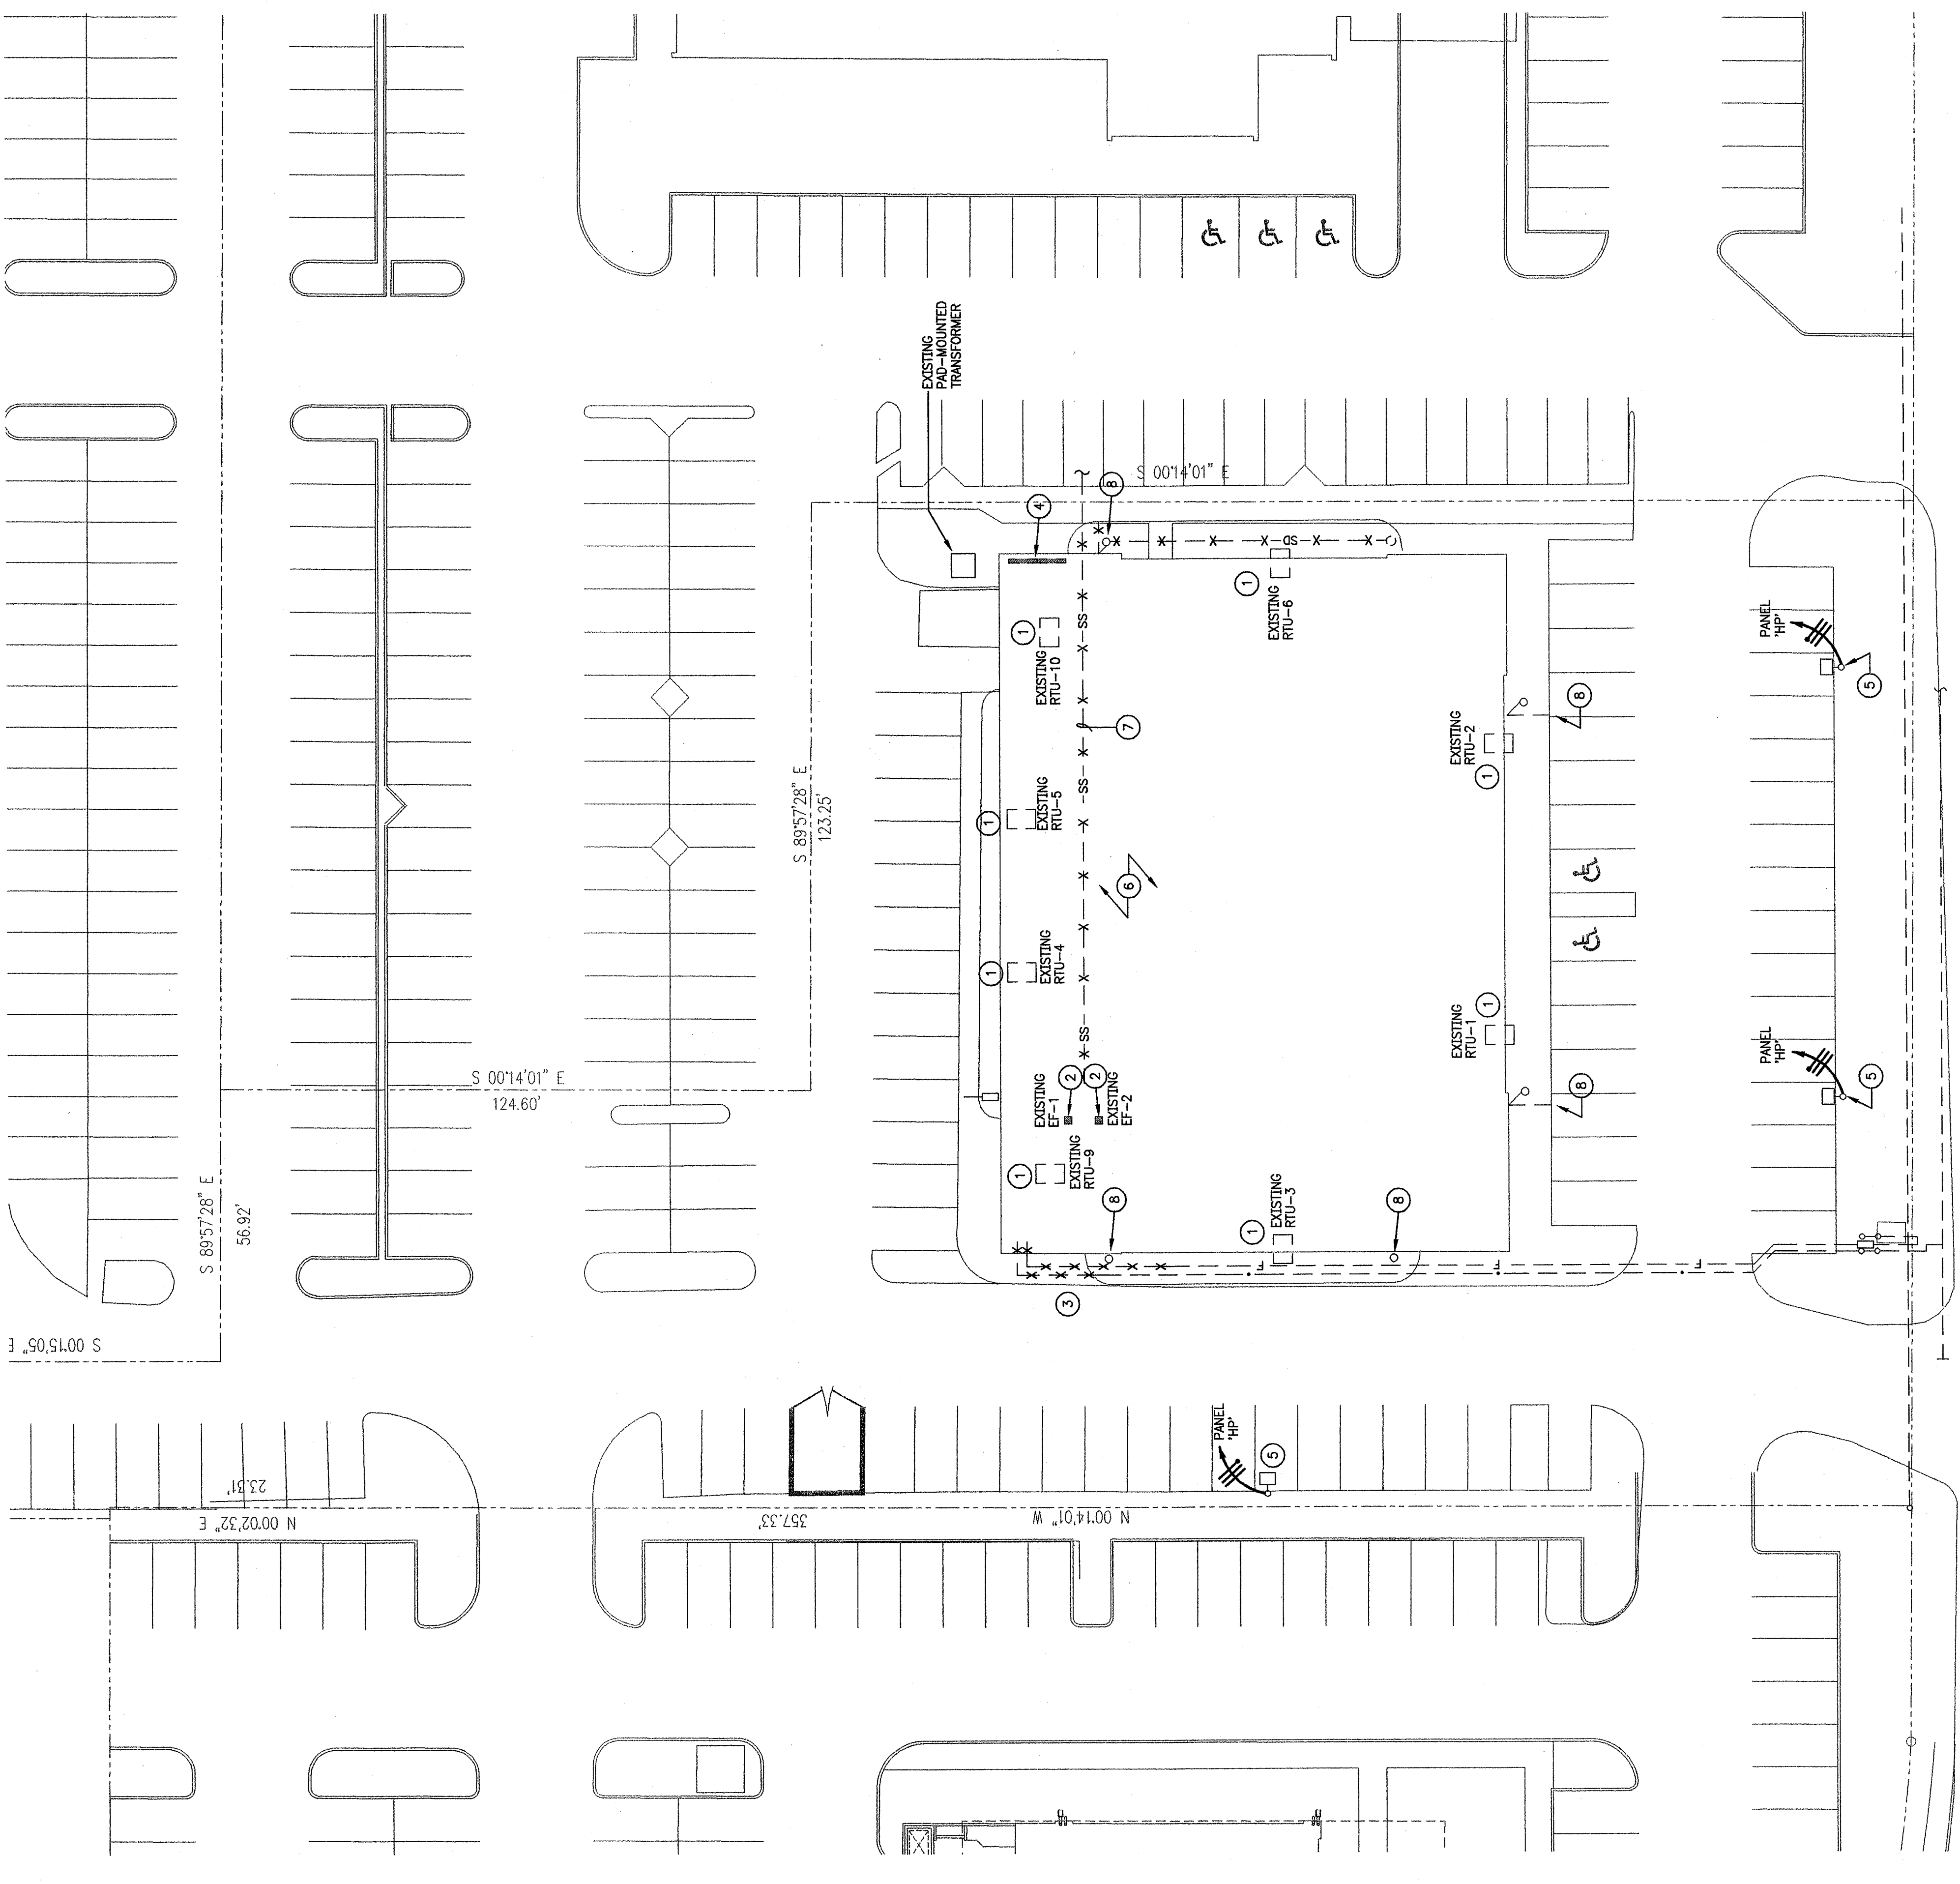 EXISTING
PAD-MOUNTED
TRANSFORMER
S 00°14'01" E
8
4
SD
1
EXISTING
RTU-6
1
EXISTING
RTU-10
SS
7
PANEL
'HP'
5
8
EXISTING
RTU-2
1
S 89°57'28" E
123.25'
1
EXISTING
RTU-5
SS
6
1
EXISTING
RTU-4
SS
1
EXISTING
RTU-1
PANEL
'HP'
5
8
S 00°14'01" E
124.60'
EXISTING
EF-1
2
2
EXISTING
EF-2
1
EXISTING
RTU-9
8
1
EXISTING
RTU-3
8
3
F
F
F
S 89°57'28" E
56.92'
S 00°15'05" E
23.31'
N 00°02'32" E
357.33'
N 00°14'01" W
PANEL
'HP'
5